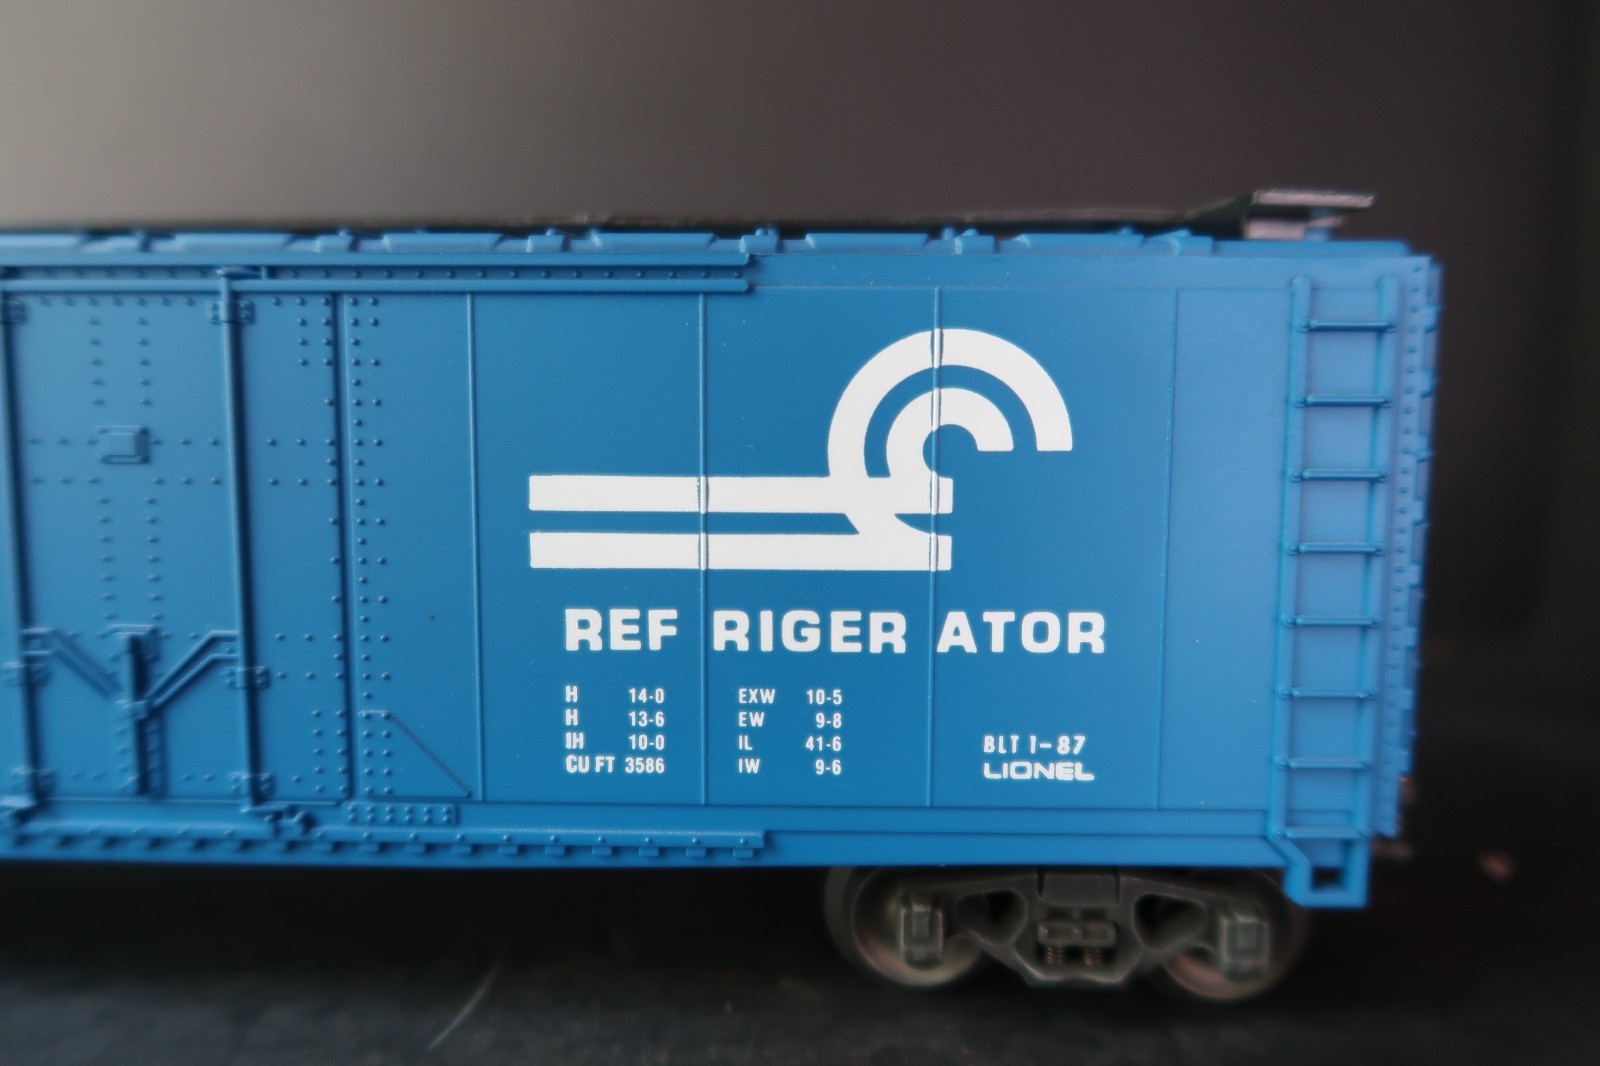 REF RIGER ATOR
H 14-0 EXW 10-5
H 13-6 EW 9-8
IH 10-0 IL 41-6
CU FT 3586 IW 9-6
BLT 1-87
LIONEL